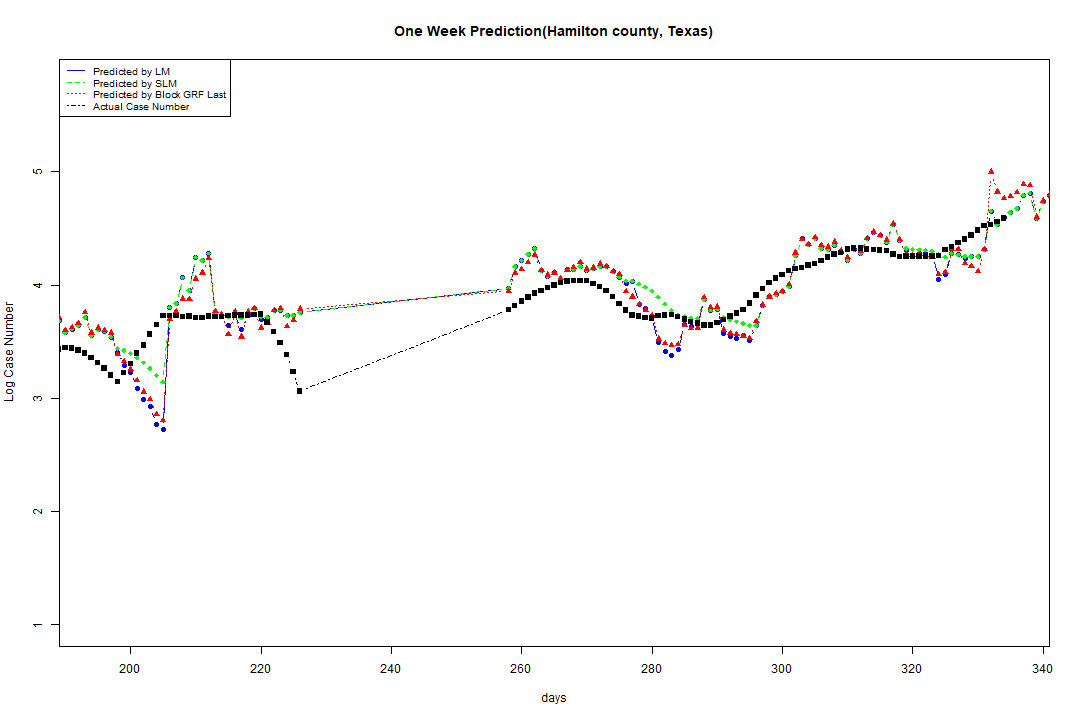 One Week Prediction(Hamilton county, Texas)
Predicted by LM
Predicted by SLM
Predicted by Block GRF Last
Actual Case Number
5
4
3
2
1
Log Case Number
200 220 240 260 280 300 320 340
days